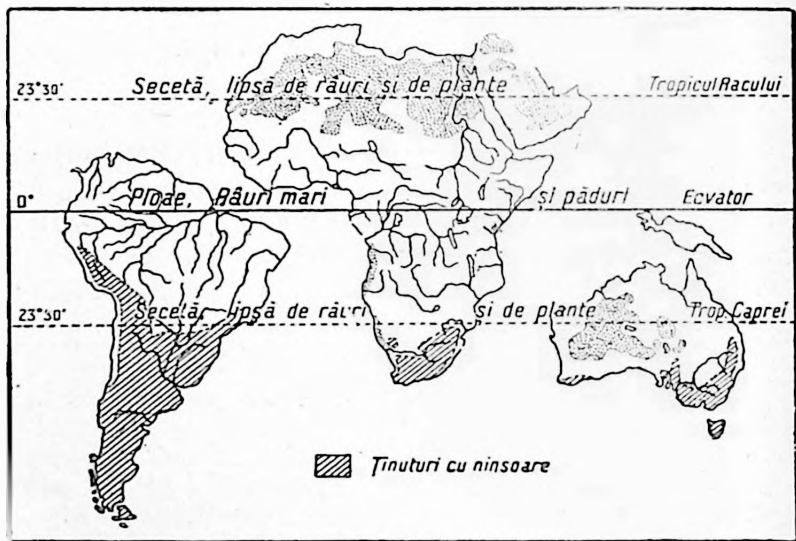 23°30' Secetă, lipsă de râuri și de plante Tropicul Racului
0° Ploae, Râuri mari și păduri Ecvator
23°30' Secetă, lipsă de râuri și de plante Trop. Caprei
Ținuturi cu ninsoare